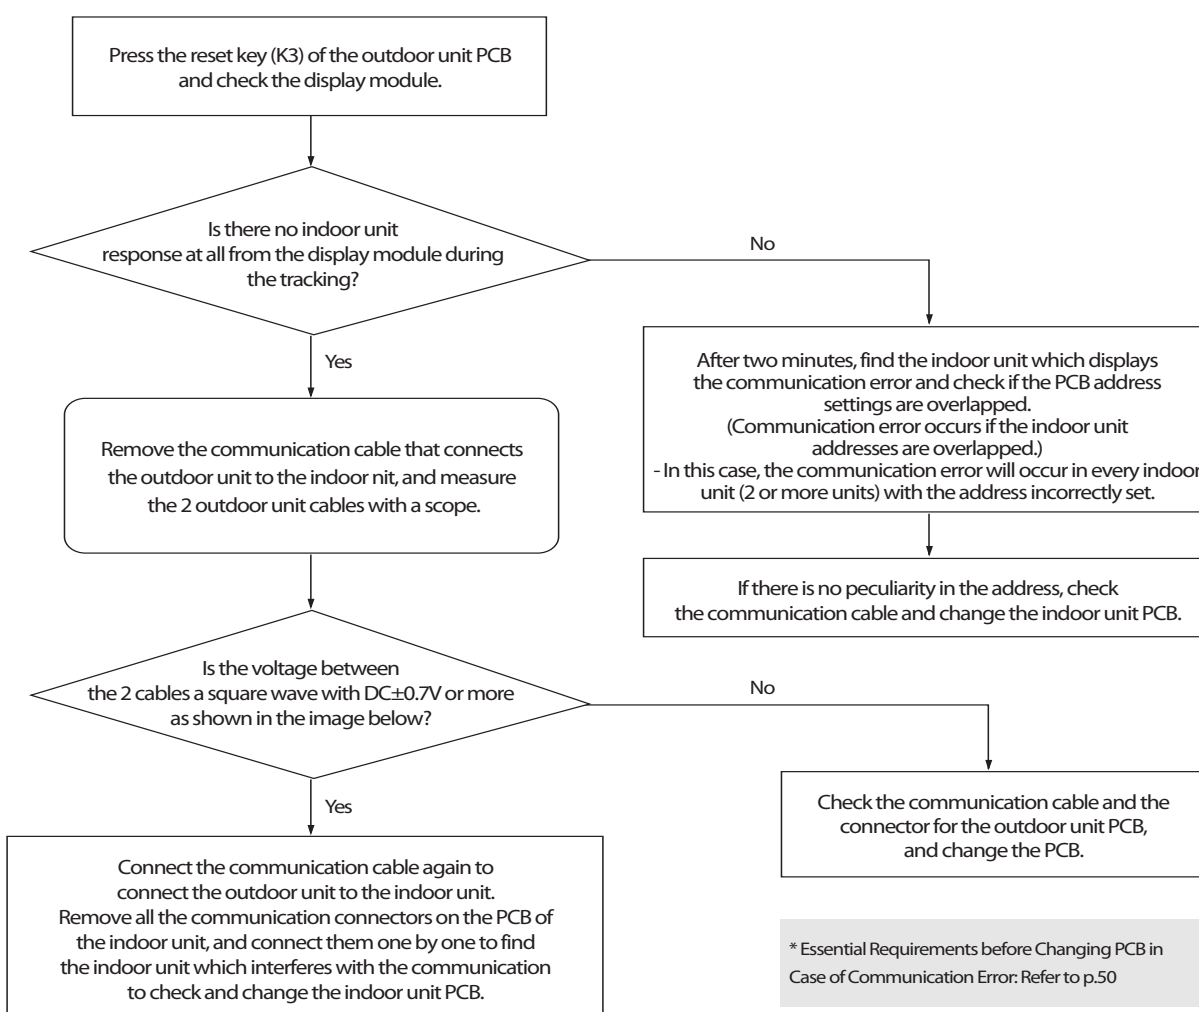 Press the reset key (K3) of the outdoor unit PCB
and check the display module.
Is there no indoor unit
response at all from the display module during
the tracking?
No
Yes
After two minutes, find the indoor unit which displays
the communication error and check if the PCB address
settings are overlapped.
(Communication error occurs if the indoor unit
addresses are overlapped.)
- In this case, the communication error will occur in every indoor
unit (2 or more units) with the address incorrectly set.
Remove the communication cable that connects
the outdoor unit to the indoor nit, and measure
the 2 outdoor unit cables with a scope.
If there is no peculiarity in the address, check
the communication cable and change the indoor unit PCB.
Is the voltage between
the 2 cables a square wave with DC±0.7V or more
as shown in the image below?
No
Yes
Check the communication cable and the
connector for the outdoor unit PCB,
and change the PCB.
Connect the communication cable again to
connect the outdoor unit to the indoor unit.
Remove all the communication connectors on the PCB of
the indoor unit, and connect them one by one to find
the indoor unit which interferes with the communication
to check and change the indoor unit PCB.
* Essential Requirements before Changing PCB in
Case of Communication Error: Refer to p.50